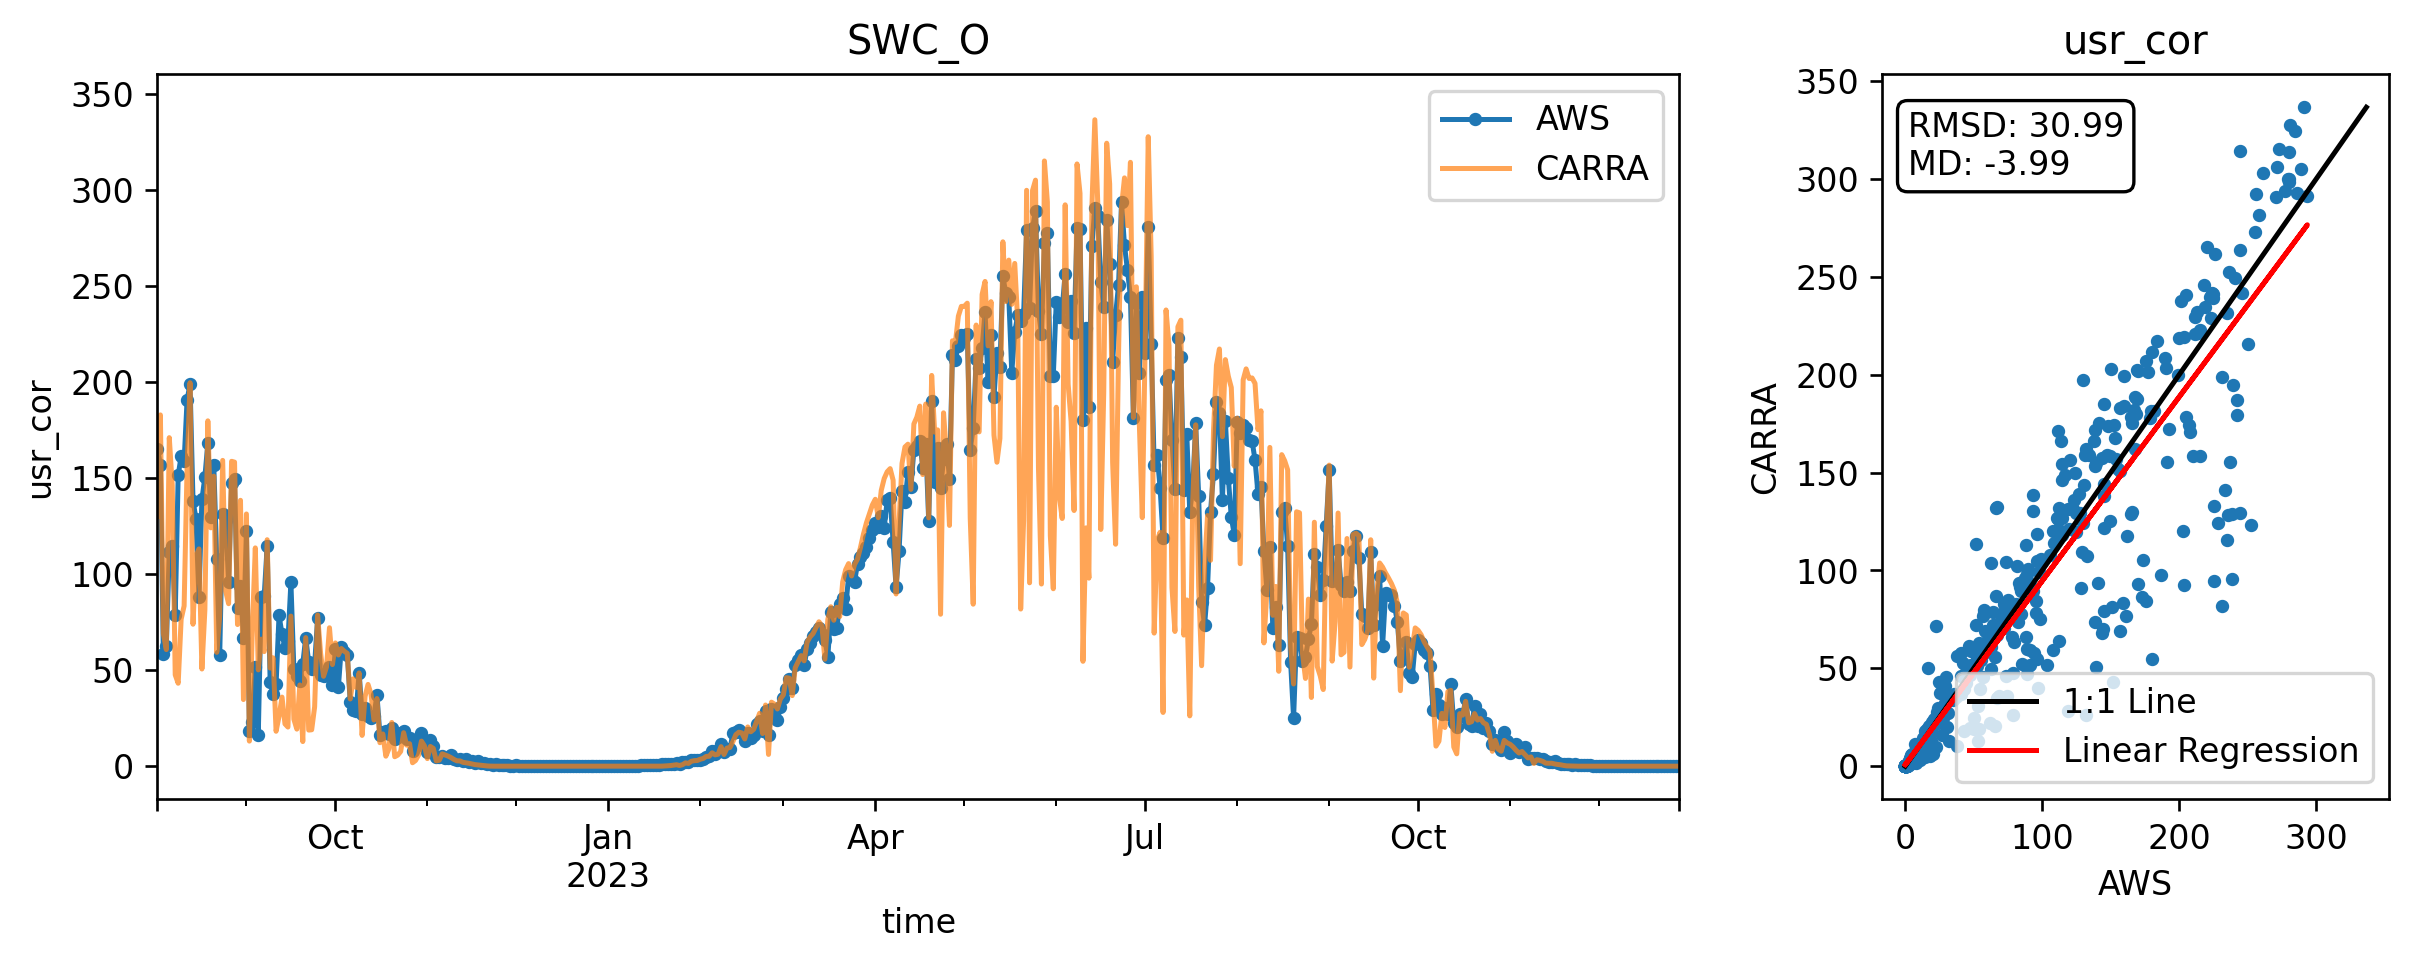 SWC_O
350
300
250
200
150
100
50
0
usr_cor
AWS
CARRA
Oct
Jan
2023
Apr
Jul
Oct
time
usr_cor
350
300
250
200
150
100
50
0
CARRA
RMSD: 30.99
MD: -3.99
1:1 Line
Linear Regression
0
100
200
300
AWS